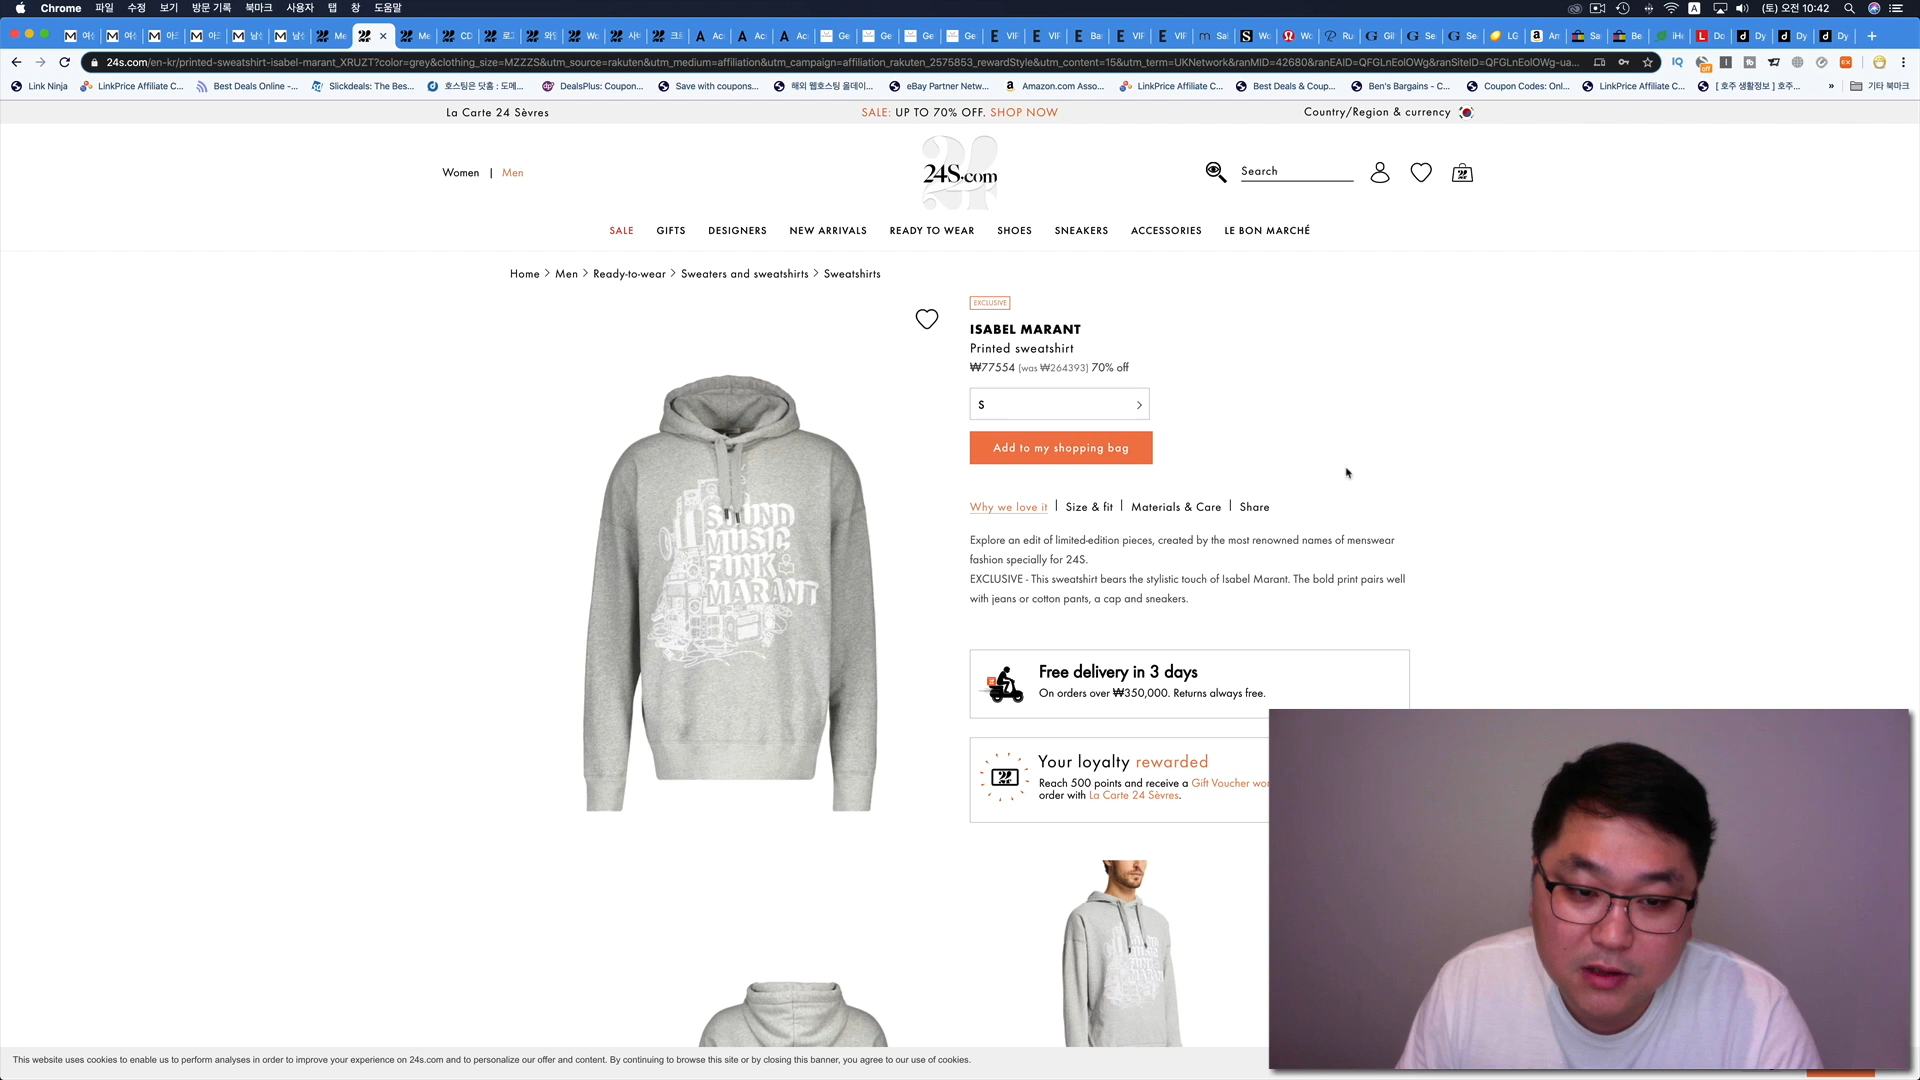 Chrome 파일 수정 보기 방문 기록 북마크 사용자 탭 창 도움말 (토) 오전 10:42
24s.com/en-kr/printed-sweatshirt-isabel-marant_XRUZT?color=grey&clothing_size=MZZZS&utm_source=rakuten&utm_medium=affiliation&utm_campaign=affiliation_rakuten_2575853_rewardStyle&utm_content=15&utm_term=UKNetwork&ranMID=42680&ranEAID=QFGLnEolOWg&ranSiteID=QFGLnEolOWg-ua...
Link Ninja LinkPrice Affiliate C... Best Deals Online -... Slickdeals: The Bes... 호스팅은 닷홈 : 도메... DealsPlus: Coupon... Save with coupons... 해외 웹호스팅 올데이... eBay Partner Netw... Amazon.com Asso... LinkPrice Affiliate C... Best Deals & Coup... Ben's Bargains - C... Coupon Codes: Onl... LinkPrice Affiliate C... [ 호주 생활정보 ] 호주... » 기타 북마크
La Carte 24 Sèvres SALE: UP TO 70% OFF. SHOP NOW Country/Region & currency
Women | Men 24S.com Search
SALE GIFTS DESIGNERS NEW ARRIVALS READY TO WEAR SHOES SNEAKERS ACCESSORIES LE BON MARCHÉ
Home > Men > Ready-to-wear > Sweaters and sweatshirts > Sweatshirts
EXCLUSIVE
ISABEL MARANT
Printed sweatshirt
₩77554 (was ₩264393) 70% off
S
Add to my shopping bag
Why we love it | Size & fit | Materials & Care | Share
Explore an edit of limited-edition pieces, created by the most renowned names of menswear
fashion specially for 24S.
EXCLUSIVE - This sweatshirt bears the stylistic touch of Isabel Marant. The bold print pairs well
with jeans or cotton pants, a cap and sneakers.
SOUND
MUSIC
FUNK
MARANT
Free delivery in 3 days
On orders over ₩350,000. Returns always free.
Your loyalty rewarded
Reach 500 points and receive a Gift Voucher wor
order with La Carte 24 Sèvres.
This website uses cookies to enable us to perform analyses in order to improve your experience on 24s.com and to personalize our offer and content. By continuing to browse this site or by closing this banner, you agree to our use of cookies.